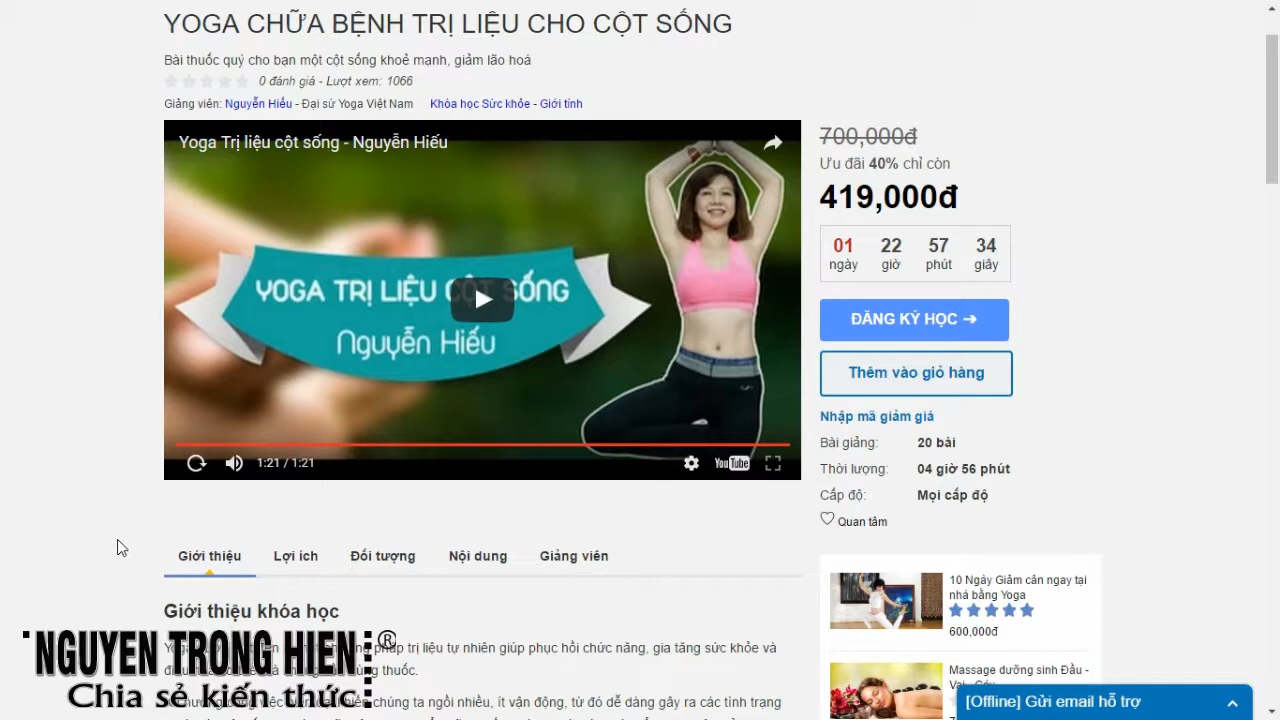 YOGA CHỮA BỆNH TRỊ LIỆU CHO CỘT SỐNG
Bài thuốc quý cho bạn một cột sống khoẻ mạnh, giảm lão hoá
0 đánh giá - Lượt xem: 1066
Giảng viên: Nguyễn Hiếu - Đại sứ Yoga Việt Nam Khóa học Sức khỏe - Giới tính
Yoga Trị liệu cột sống - Nguyễn Hiếu
YOGA TRỊ LIỆU CỘT SỐNG
Nguyễn Hiếu
1:21 / 1:21
YouTube
700,000đ
Ưu đãi 40% chỉ còn
419,000đ
01 22 57 34
ngày giờ phút giây
ĐĂNG KÝ HỌC ➔
Thêm vào giỏ hàng
Nhập mã giảm giá
Bài giảng: 20 bài
Thời lượng: 04 giờ 56 phút
Cấp độ: Mọi cấp độ
Quan tâm
Giới thiệu Lợi ích Đối tượng Nội dung Giảng viên
Giới thiệu khóa học
pháp trị liệu tự nhiên giúp phục hồi chức năng, gia tăng sức khỏe và
thuốc.
chúng ta ngồi nhiều, ít vận động, từ đó dễ dàng gây ra các tình trạng
10 Ngày Giảm cân ngay tại
nhà bằng Yoga
600,000đ
Massage dưỡng sinh Đầu -
[Offline] Gửi email hỗ trợ
NGUYEN TRONG HIEN ®
Chia sẻ kiến thức